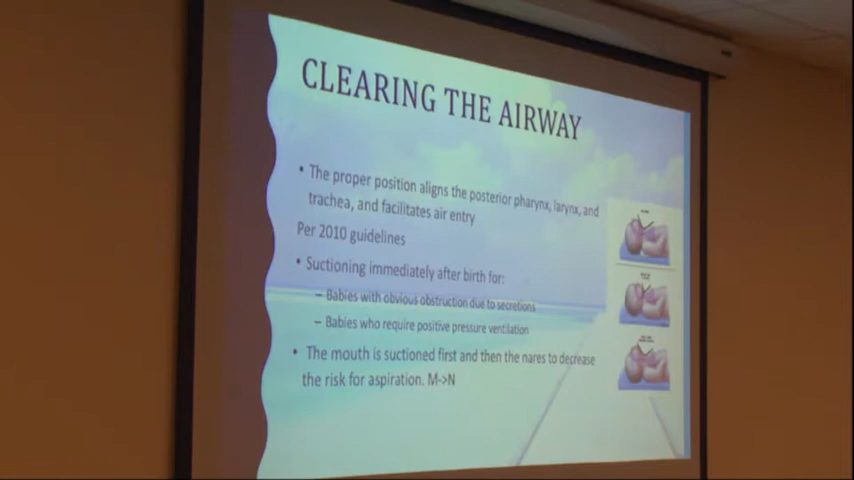 CLEARING THE AIRWAY
• The proper position aligns the posterior pharynx, larynx, and
trachea, and facilitates air entry
Per 2010 guidelines
• Suctioning immediately after birth for:
– Babies with obvious obstruction due to secretions
– Babies who require positive pressure ventilation
• The mouth is suctioned first and then the nares to decrease
the risk for aspiration. M->N